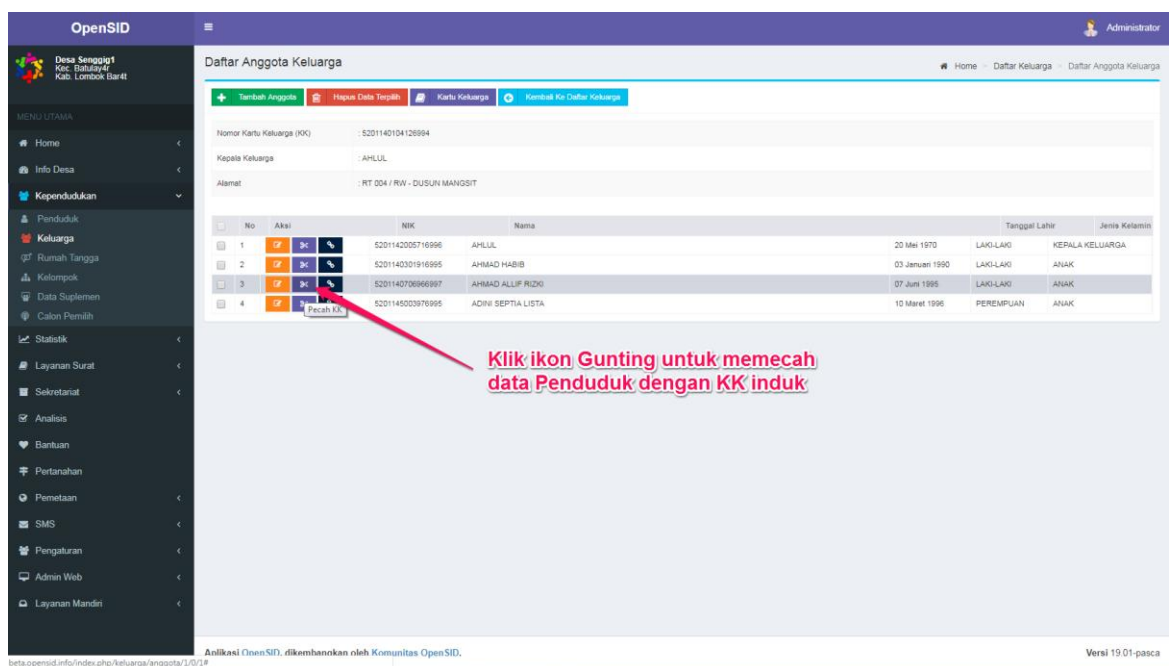 OpenSID
Administrator
Desa Senggig1
Kec. Batulay4r
Kab. Lombok Bar4t
Daftar Anggota Keluarga
Home
Daftar Keluarga
Daftar Anggota Keluarga
Tambah Anggota
Hapus Data Terpilih
Kartu Keluarga
Kembali Ke Daftar Keluarga
MENU UTAMA
Home
Info Desa
Kependudukan
Penduduk
Keluarga
Rumah Tangga
Kelompok
Data Suplemen
Calon Pemilih
Statistik
Layanan Surat
Sekretariat
Analisis
Bantuan
Pertanahan
Pemetaan
SMS
Pengaturan
Admin Web
Layanan Mandiri
Nomor Kartu Keluarga (KK) : 5201140104126994
Kepala Keluarga : AHLUL
Alamat : RT 004 / RW - DUSUN MANGSIT
No Aksi NIK Nama Tanggal Lahir Jenis Kelamin
1 5201142005716996 AHLUL 20 Mei 1970 LAKI-LAKI KEPALA KELUARGA
2 5201140301916995 AHMAD HABIB 03 Januari 1990 LAKI-LAKI ANAK
3 5201140706966997 AHMAD ALLIF RIZKI 07 Juni 1995 LAKI-LAKI ANAK
4 5201145003976995 ADINI SEPTIA LISTA 10 Maret 1996 PEREMPUAN ANAK
Pecah KK
Klik ikon Gunting untuk memecah
data Penduduk dengan KK induk
Aplikasi OpenSID, dikembangkan oleh Komunitas OpenSID.
Versi 19.01-pasca
beta.opensid.info/index.php/keluarga/anggota/1/0/1#